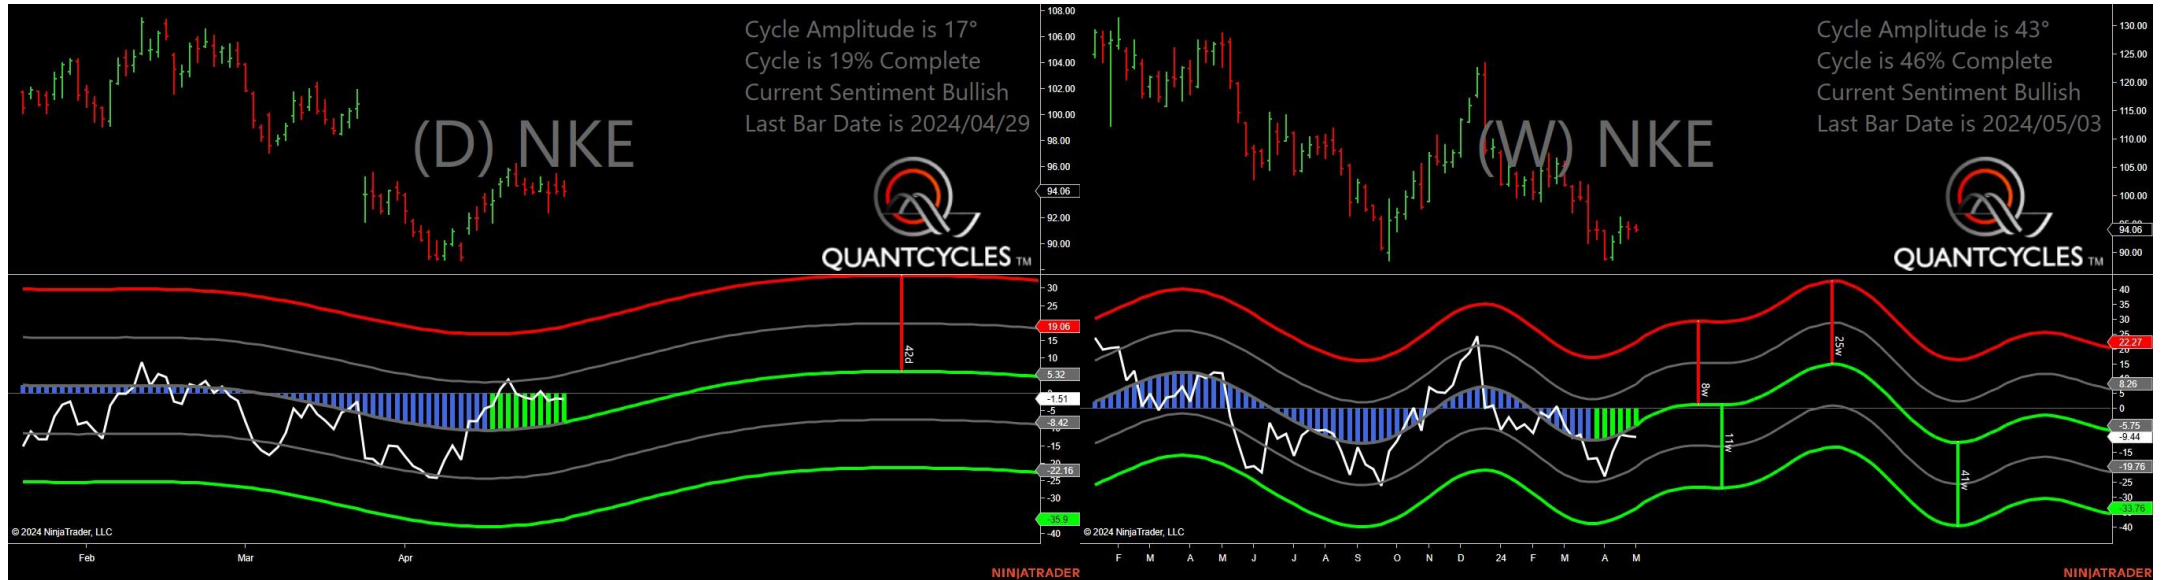 Cycle Amplitude is 17°
Cycle is 19% Complete
Current Sentiment Bullish
Last Bar Date is 2024/04/29
(D) NKE
QUANTCYCLES TM
108.00
106.00
104.00
102.00
100.00
98.00
96.00
94.06
92.00
90.00
42d
30
25
19.06
15
10
5.32
-1.51
-5
-8.42
-15
-22.16
-25
-30
-35.9
-40
© 2024 NinjaTrader, LLC
Feb Mar Apr
NINJATRADER
Cycle Amplitude is 43°
Cycle is 46% Complete
Current Sentiment Bullish
Last Bar Date is 2024/05/03
(W) NKE
QUANTCYCLES TM
130.00
125.00
120.00
115.00
110.00
105.00
100.00
94.06
90.00
8w
11w
25w
41w
40
35
30
22.27
20
15
8.26
5
0
-5.75
-9.44
-15
-19.76
-25
-30
-33.76
-40
© 2024 NinjaTrader, LLC
F M A M J J A S O N D 24 F M A M
NINJATRADER